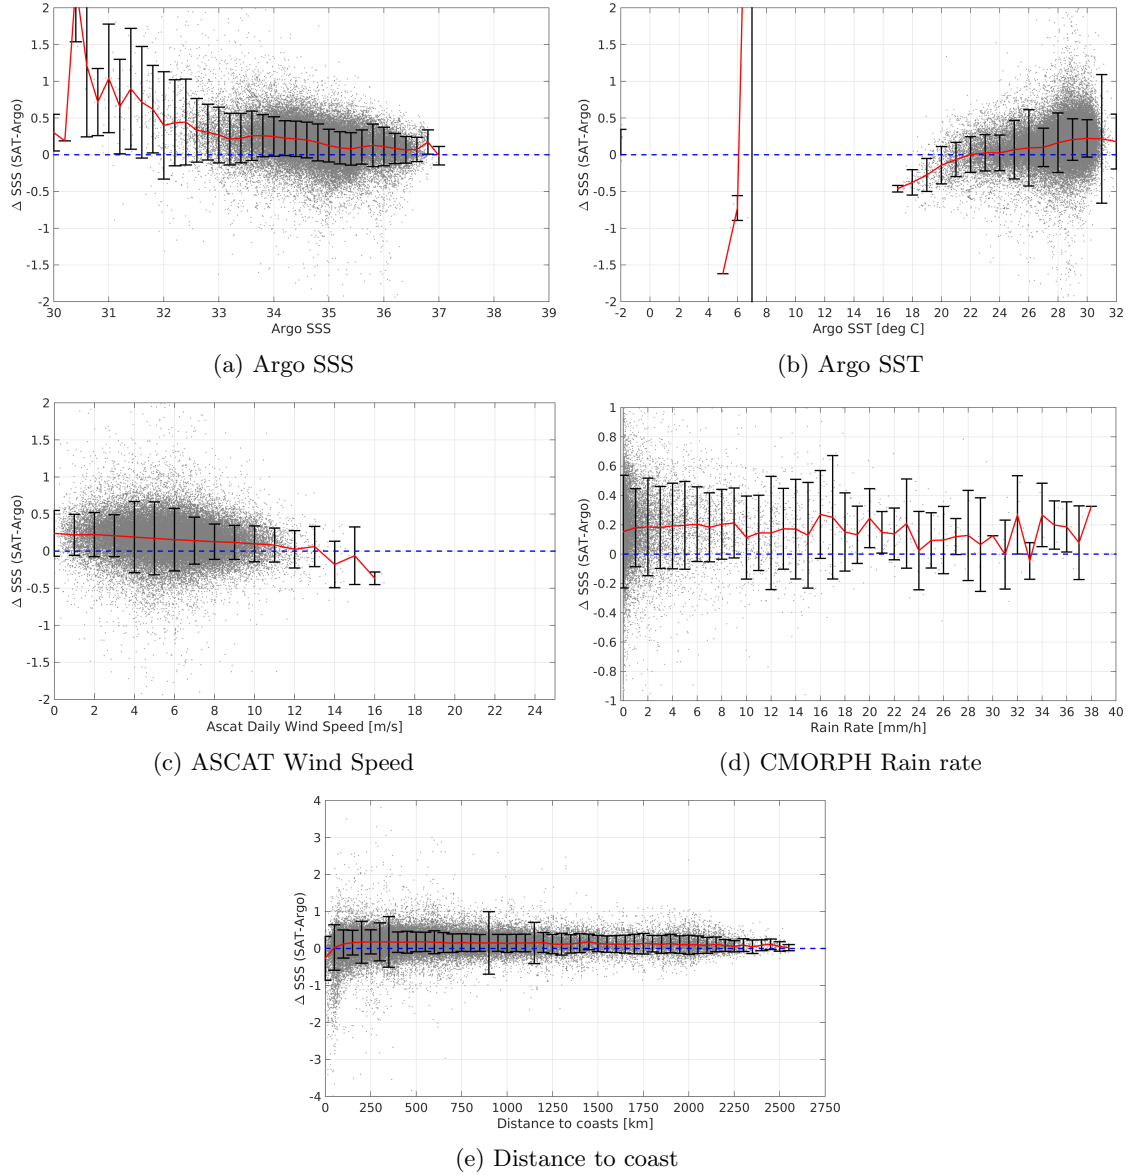 2
1.5
1
0.5
0
-0.5
-1
-1.5
-2
Δ SSS (SAT-Argo)
30 31 32 33 34 35 36 37 38 39
Argo SSS
(a) Argo SSS
2
1.5
1
0.5
0
-0.5
-1
-1.5
-2
Δ SSS (SAT-Argo)
-2 0 2 4 6 8 10 12 14 16 18 20 22 24 26 28 30 32
Argo SST [deg C]
(b) Argo SST
2
1.5
1
0.5
0
-0.5
-1
-1.5
-2
Δ SSS (SAT-Argo)
0 2 4 6 8 10 12 14 16 18 20 22 24
Ascat Daily Wind Speed [m/s]
(c) ASCAT Wind Speed
1
0.8
0.6
0.4
0.2
0
-0.2
-0.4
-0.6
-0.8
-1
Δ SSS (SAT-Argo)
0 2 4 6 8 10 12 14 16 18 20 22 24 26 28 30 32 34 36 38 40
Rain Rate [mm/h]
(d) CMORPH Rain rate
4
3
2
1
0
-1
-2
-3
-4
Δ SSS (SAT-Argo)
0 250 500 750 1000 1250 1500 1750 2000 2250 2500 2750
Distance to coasts [km]
(e) Distance to coast